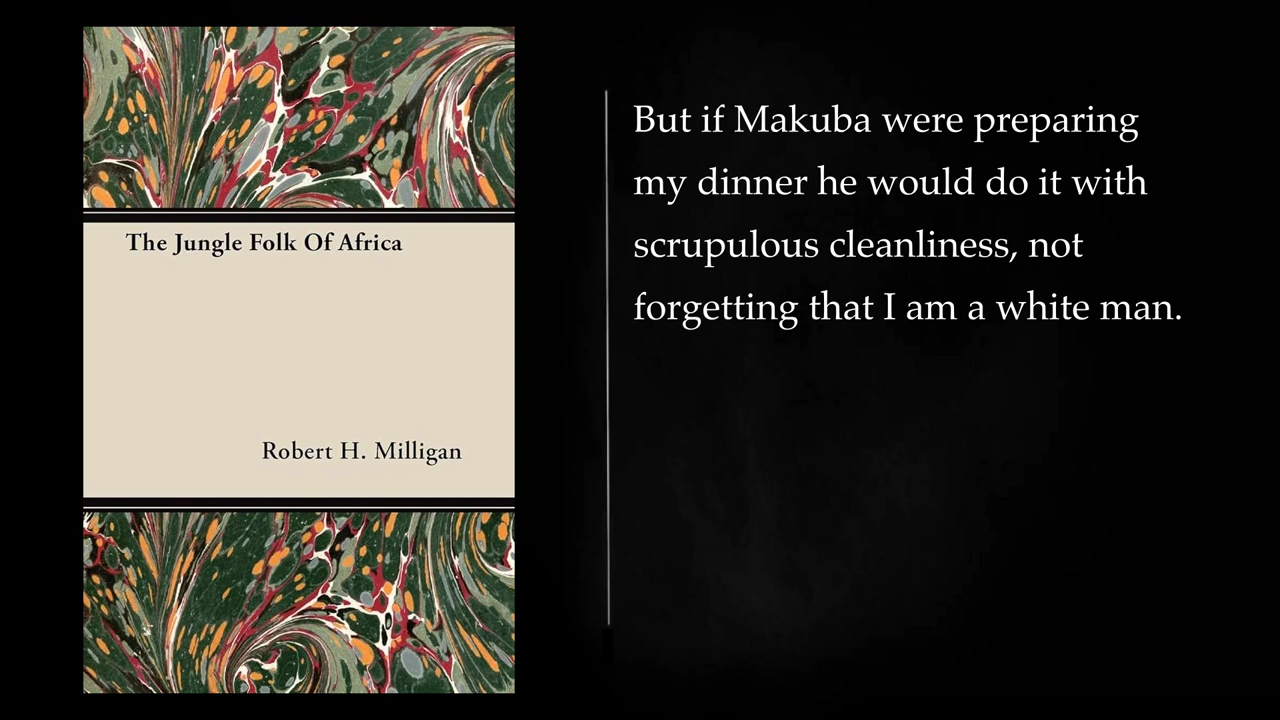 The Jungle Folk Of Africa
Robert H. Milligan
But if Makuba were preparing
my dinner he would do it with
scrupulous cleanliness, not
forgetting that I am a white man.